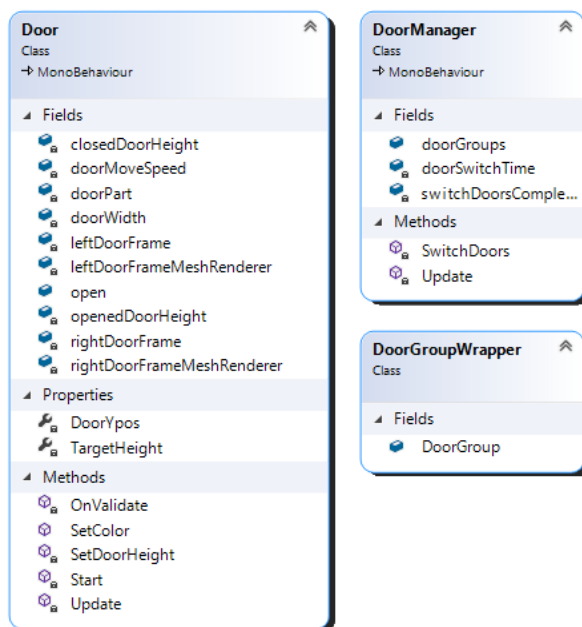 Door
Class
MonoBehaviour
Fields
closedDoorHeight
doorMoveSpeed
doorPart
doorWidth
leftDoorFrame
leftDoorFrameMeshRenderer
open
openedDoorHeight
rightDoorFrame
rightDoorFrameMeshRenderer
Properties
DoorYpos
TargetHeight
Methods
OnValidate
SetColor
SetDoorHeight
Start
Update
DoorManager
Class
MonoBehaviour
Fields
doorGroups
doorSwitchTime
switchDoorsComple...
Methods
SwitchDoors
Update
DoorGroupWrapper
Class
Fields
DoorGroup